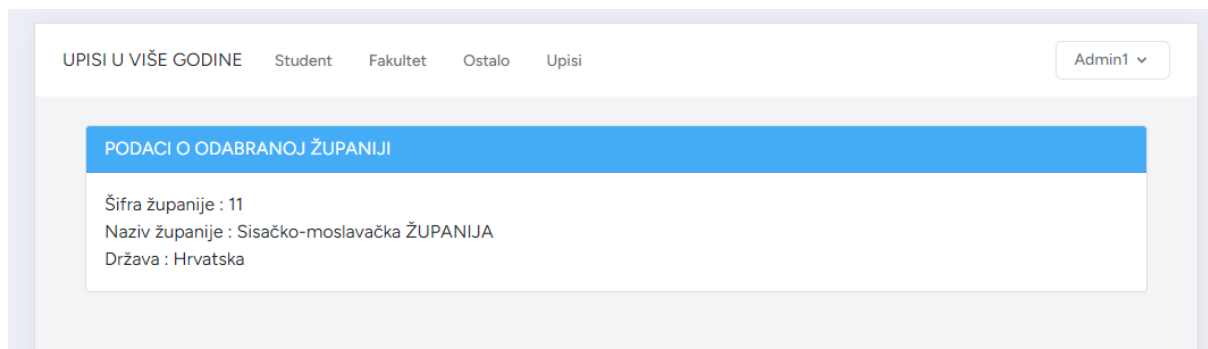 UPISI U VIŠE GODINE Student Fakultet Ostalo Upisi Admin1
PODACI O ODABRANOJ ŽUPANIJI
Šifra županije : 11
Naziv županije : Sisačko-moslavačka ŽUPANIJA
Država : Hrvatska